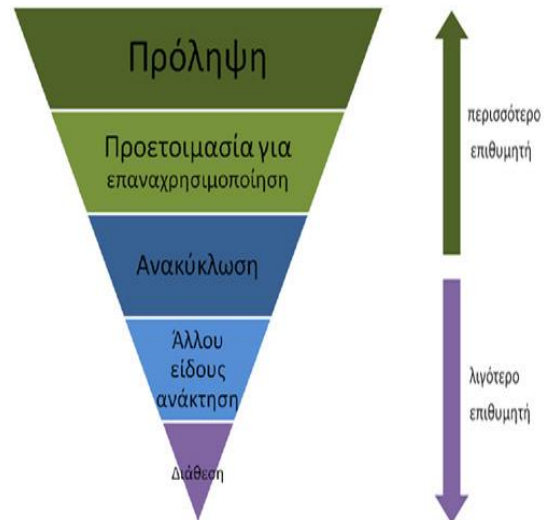 Πρόληψη
Προετοιμασία για
επαναχρησιμοποίηση
Ανακύκλωση
Άλλου
είδους
ανάκτηση
Διάθεση
περισσότερο
επιθυμητή
λιγότερο
επιθυμητή